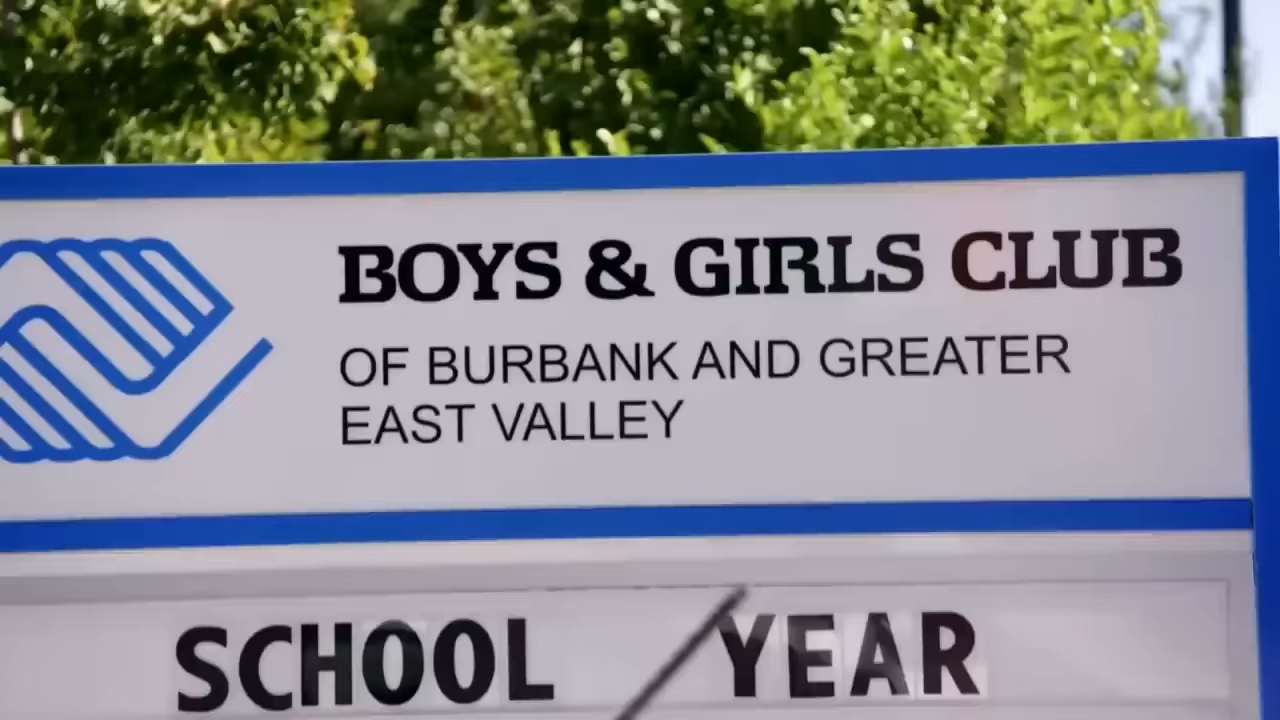 BOYS & GIRLS CLUB
OF BURBANK AND GREATER
EAST VALLEY
SCHOOL YEAR